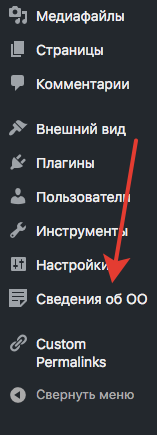 Медиафайлы
Страницы
Комментарии
Внешний вид
Плагины
Пользователи
Инструменты
Настройки
Сведения об ОО
Custom
Permalinks
Свернуть меню